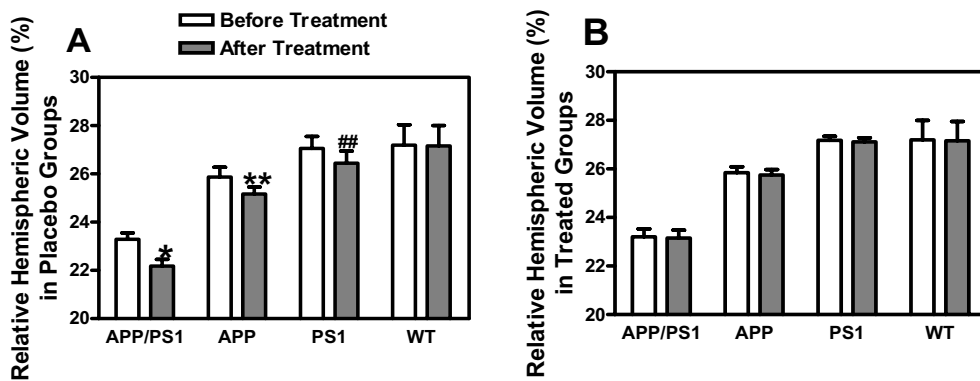 Before Treatment
After Treatment
A
Relative Hemispheric Volume (%)
in Placebo Groups
30
28
26
24
22
20
*
**
##
APP/PS1 APP PS1 WT
B
Relative Hemispheric Volume (%)
in Treated Groups
30
28
26
24
22
20
APP/PS1 APP PS1 WT